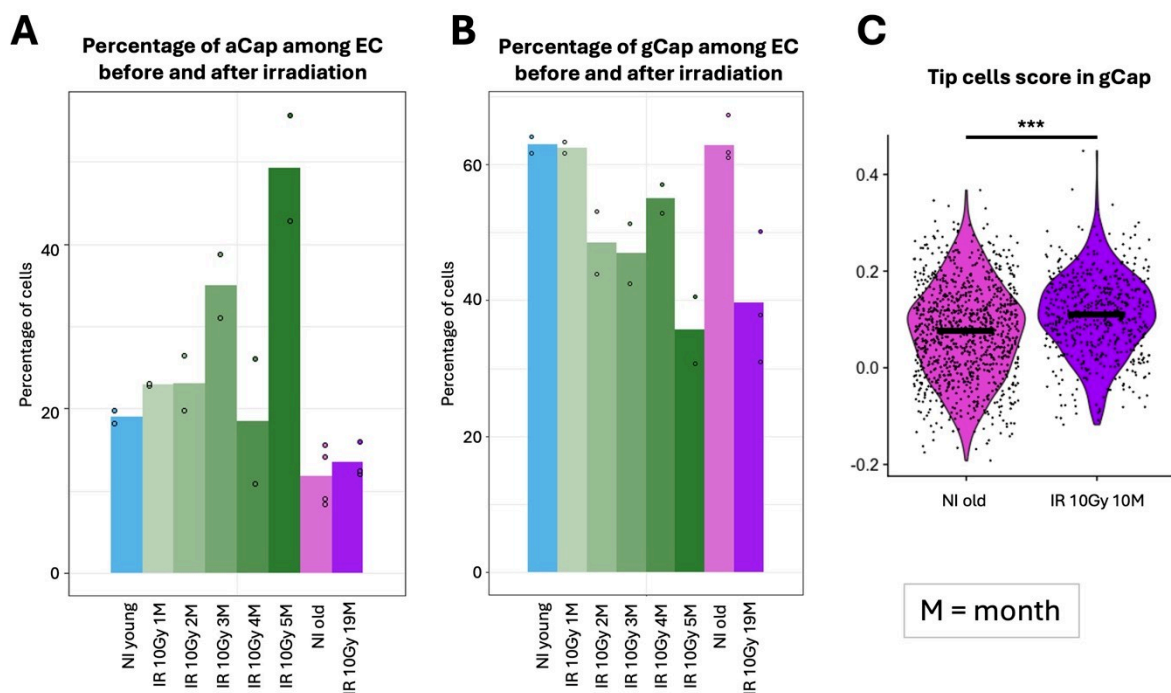 A
Percentage of aCap among EC
before and after irradiation
Percentage of cells
40
20
0
NI young
IR 10Gy 1M
IR 10Gy 2M
IR 10Gy 3M
IR 10Gy 4M
IR 10Gy 5M
NI old
IR 10Gy 19M
B
Percentage of gCap among EC
before and after irradiation
Percentage of cells
60
40
20
0
NI young
IR 10Gy 1M
IR 10Gy 2M
IR 10Gy 3M
IR 10Gy 4M
IR 10Gy 5M
NI old
IR 10Gy 19M
C
Tip cells score in gCap
***
0.4
0.2
0.0
-0.2
NI old
IR 10Gy 10M
M = month